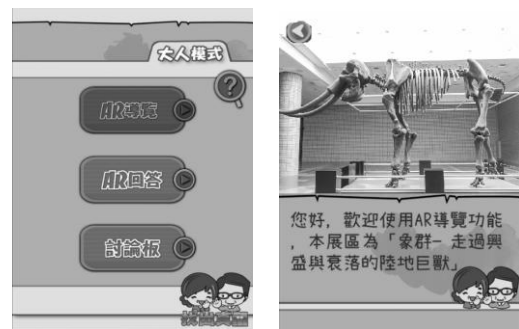 大人模式
AR導覽
AR回答
討論板
您好，歡迎使用AR導覽功能
，本展區為「象群－走過興
盛與衰落的陸地巨獸」